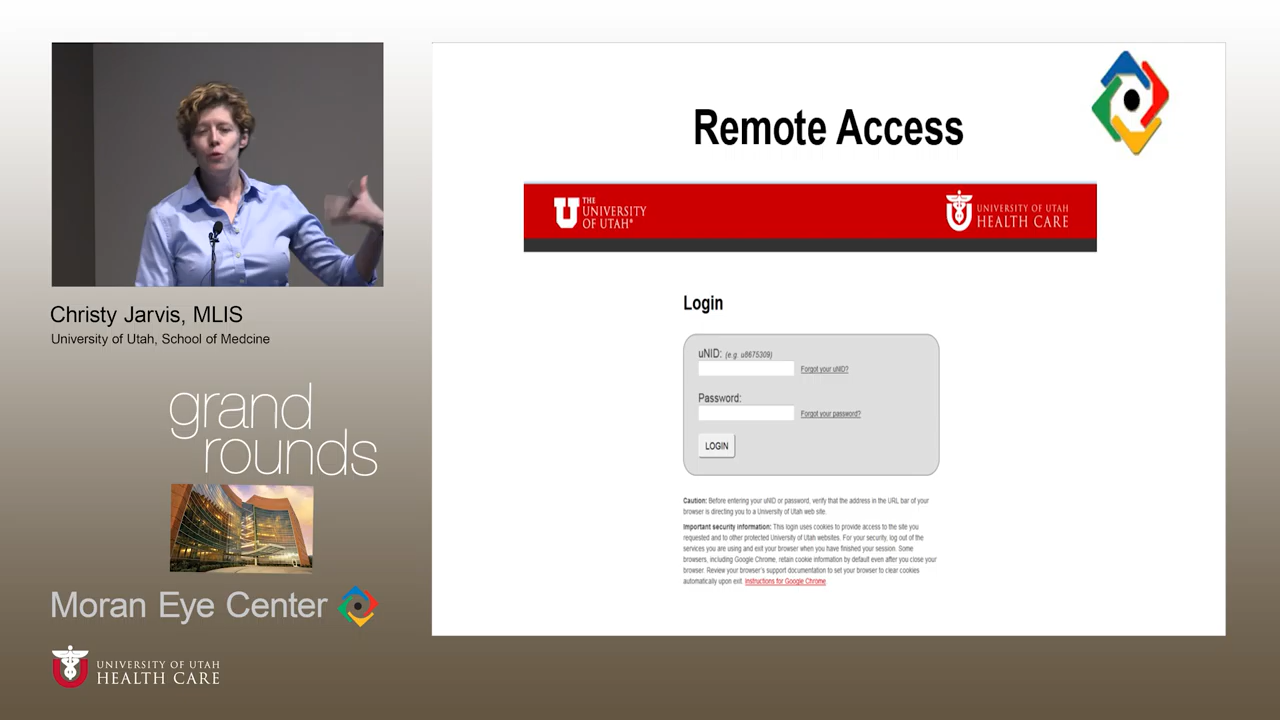 Christy Jarvis, MLIS
University of Utah, School of Medcine
grand
rounds
Moran Eye Center
UNIVERSITY OF UTAH
HEALTH CARE
Remote Access
THE
UNIVERSITY
OF UTAH®
UNIVERSITY OF UTAH
HEALTH CARE
Login
uNID: (e.g. u8675309)
Forgot your uNID?
Password:
Forgot your password?
LOGIN
Caution: Before entering your uNID or password, verify that the address in the URL bar of your
browser is directing you to a University of Utah web site.
Important security information: This login uses cookies to provide access to the site you
requested and to other protected University of Utah websites. For your security, log out of the
services you are using and exit your browser when you have finished your session. Some
browsers, including Google Chrome, retain cookie information by default even after you close your
browser. Review your browser's support documentation to set your browser to clear cookies
automatically upon exit. Instructions for Google Chrome